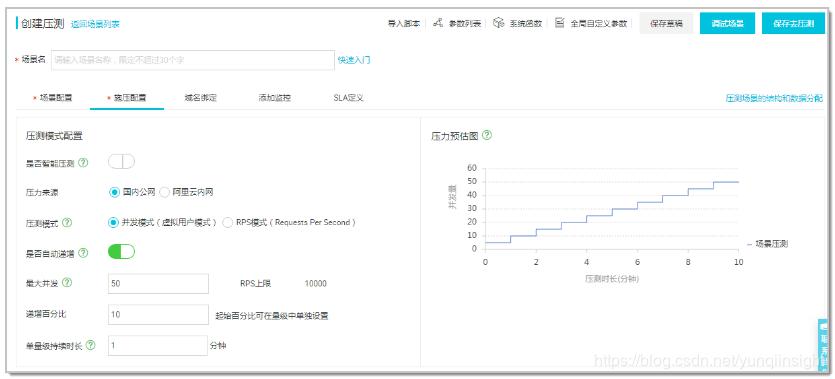 创建压测 返回场景列表 导入脚本 参数列表 系统函数 全局自定义参数 保存草稿 调试场景 保存去压测
* 场景名 请输入场景名称，限定不超过30个字 快速入门
* 场景配置 * 施压配置 域名绑定 添加监控 SLA定义 压测场景的结构和数据分配
压测模式配置
是否智能压测 ?
压力来源 国内公网 阿里云内网
压测模式 ? 并发模式（虚拟用户模式） RPS模式（Requests Per Second）
是否自动递增 ?
最大并发 ? 50 RPS上限 10000
递增百分比 10 起始百分比可在量级中单独设置
单量级持续时长 ? 1 分钟
压力预估图 ?
并发量
60
50
40
30
20
10
0
0 2 4 6 8 10
压测时长(分钟)
场景压测
https://blog.csdn.net/yunqiinsight